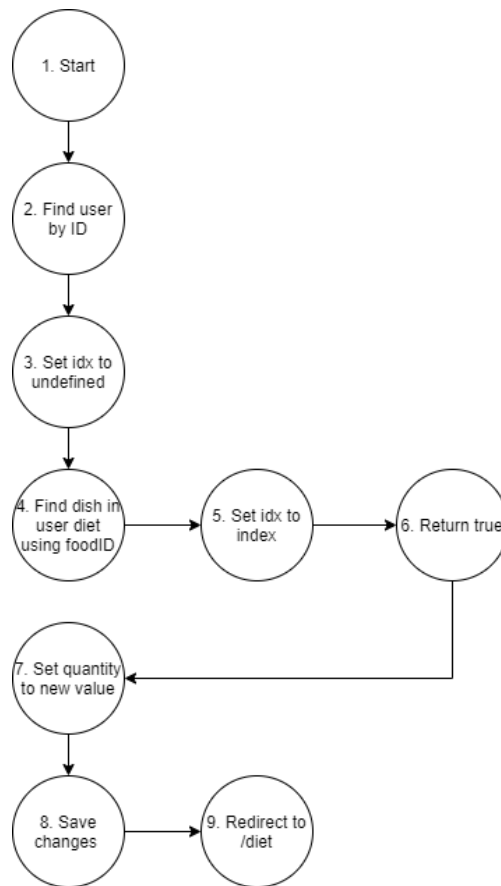 1. Start
2. Find user
by ID
3. Set idx to
undefined
4. Find dish in
user diet
using foodID
5. Set idx to
index
6. Return true
7. Set quantity
to new value
8. Save
changes
9. Redirect to
/diet